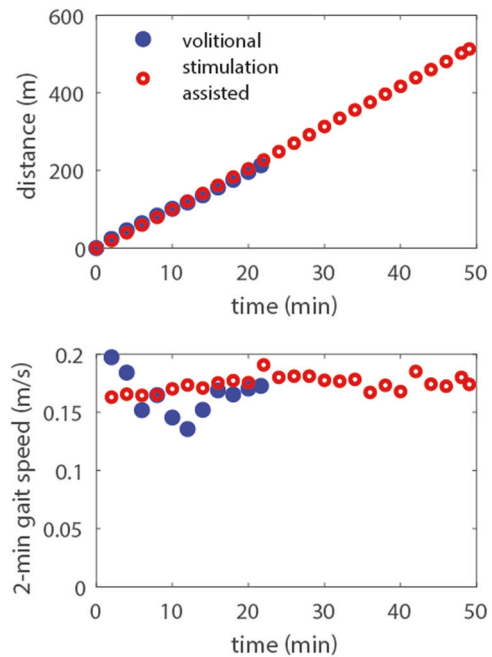 600
400
200
0
distance (m)
volitional
stimulation
assisted
0 10 20 30 40 50
time (min)
0.2
0.15
0.1
0.05
0
2-min gait speed (m/s)
0 10 20 30 40 50
time (min)